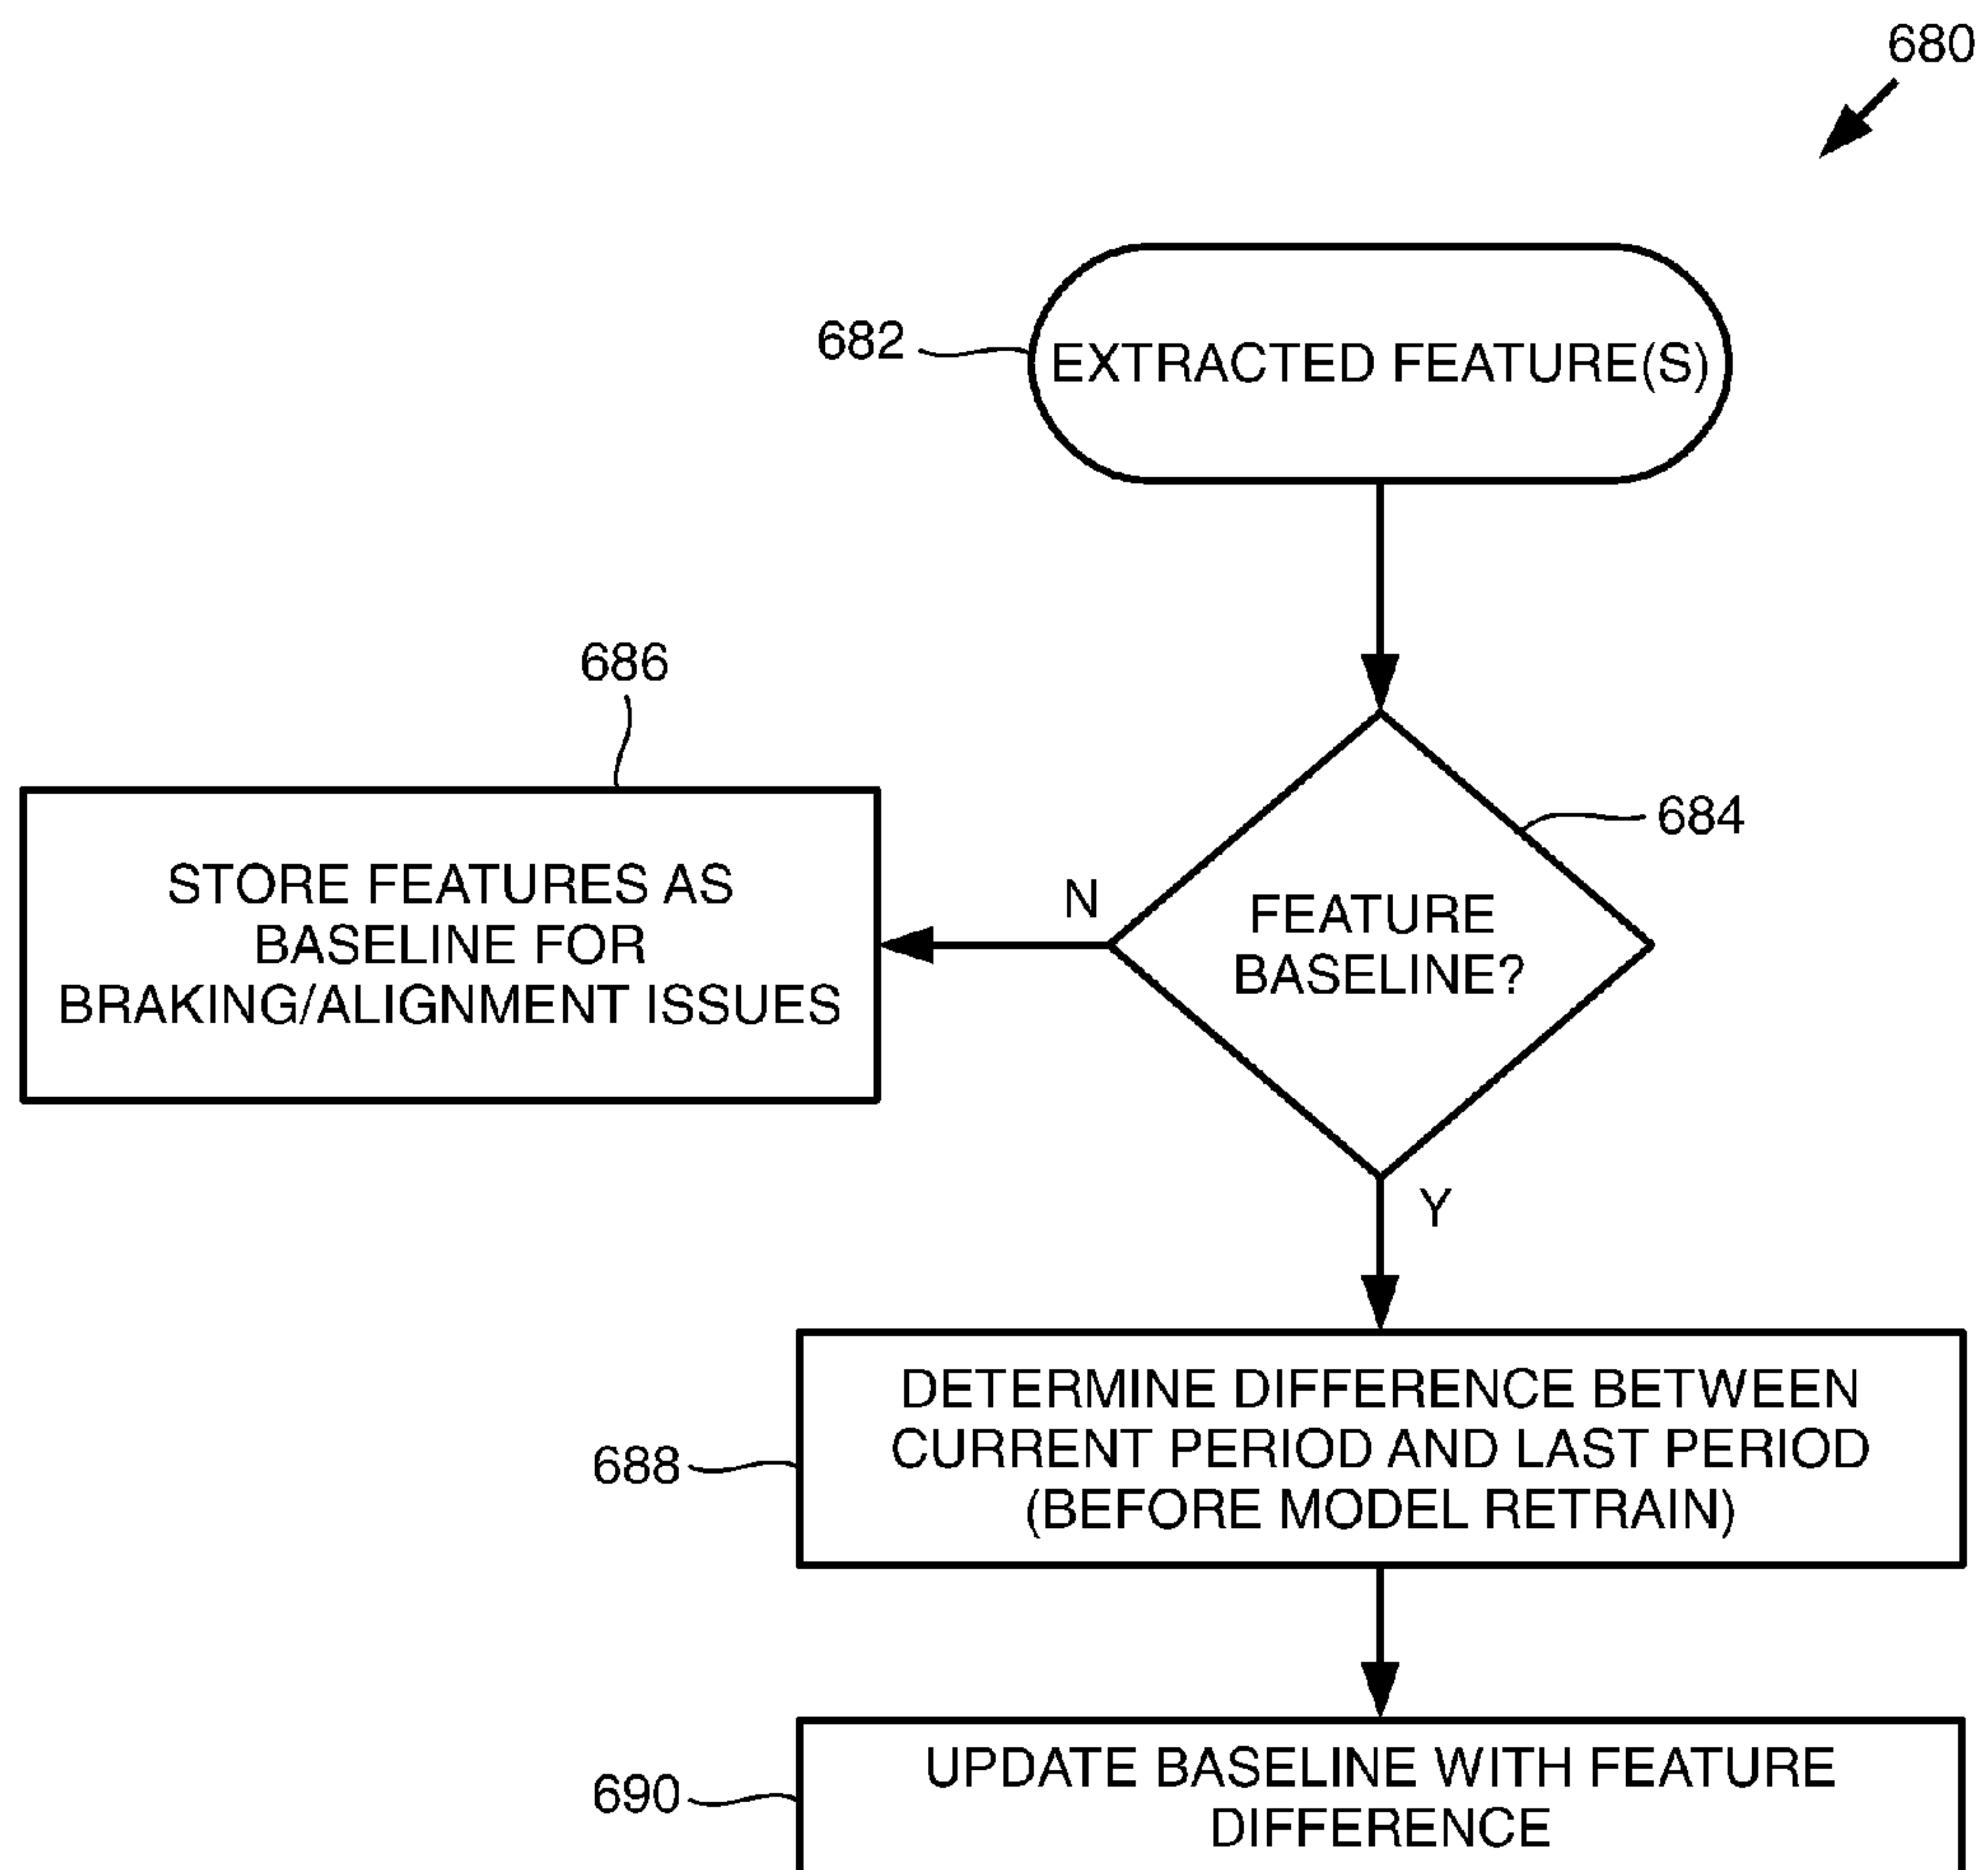 680
682
EXTRACTED FEATURE(S)
686
684
STORE FEATURES AS
BASELINE FOR
BRAKING/ALIGNMENT ISSUES
N
FEATURE
BASELINE?
Y
688
DETERMINE DIFFERENCE BETWEEN
CURRENT PERIOD AND LAST PERIOD
(BEFORE MODEL RETRAIN)
690
UPDATE BASELINE WITH FEATURE
DIFFERENCE